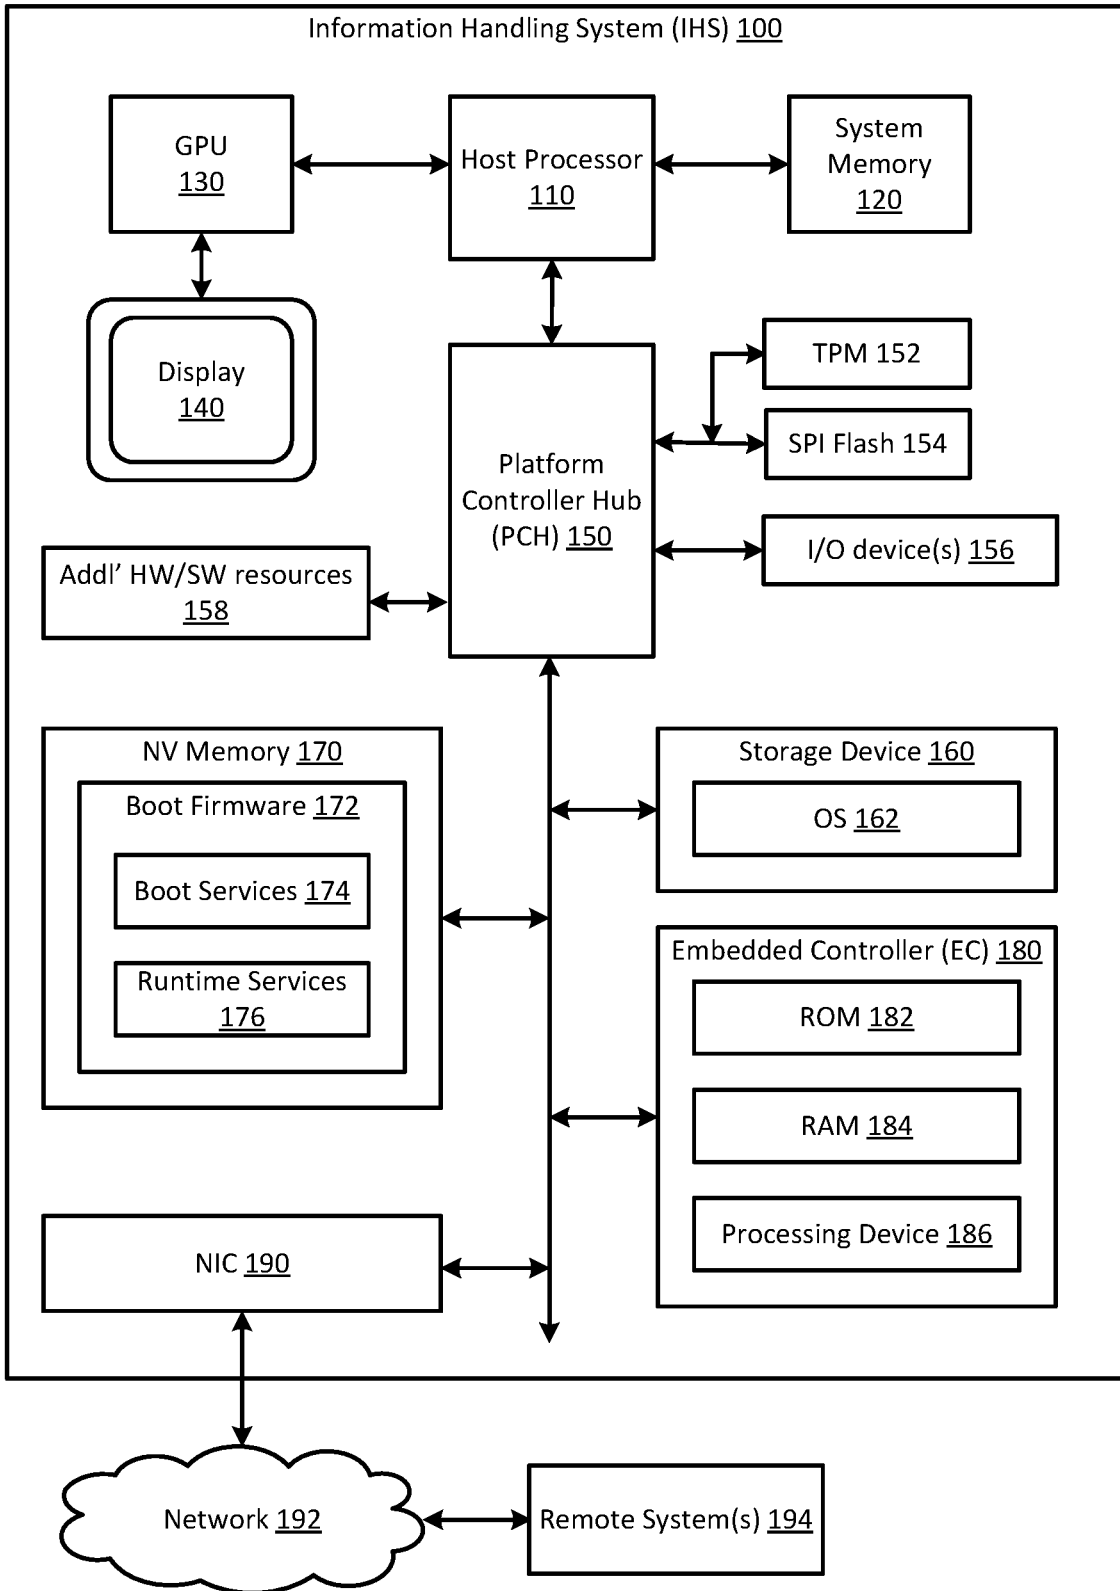 Information Handling System (IHS) 100
GPU
130
Host Processor
110
System
Memory
120
Display
140
TPM 152
SPI Flash 154
Platform
Controller Hub
(PCH) 150
I/O device(s) 156
Addl' HW/SW resources
158
NV Memory 170
Boot Firmware 172
Boot Services 174
Runtime Services
176
Storage Device 160
OS 162
Embedded Controller (EC) 180
ROM 182
RAM 184
Processing Device 186
NIC 190
Network 192
Remote System(s) 194